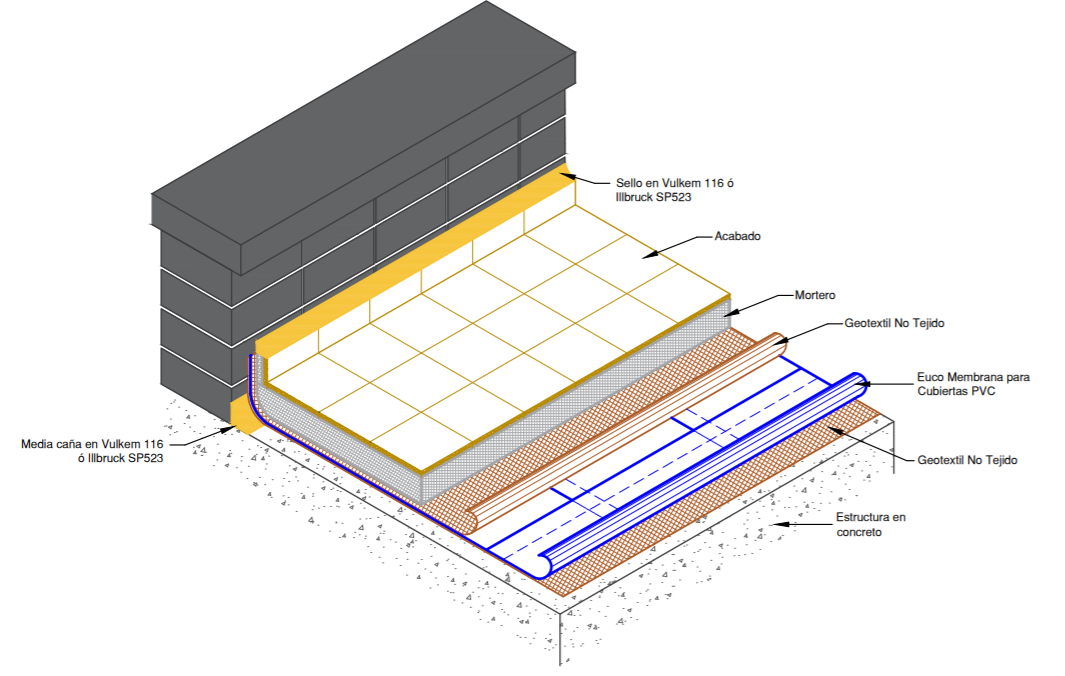 Sello en Vulkem 116 ó
Illbruck SP523
Acabado
Mortero
Geotextil No Tejido
Euco Membrana para
Cubiertas PVC
Media caña en Vulkem 116
ó Illbruck SP523
Geotextil No Tejido
Estructura en
concreto